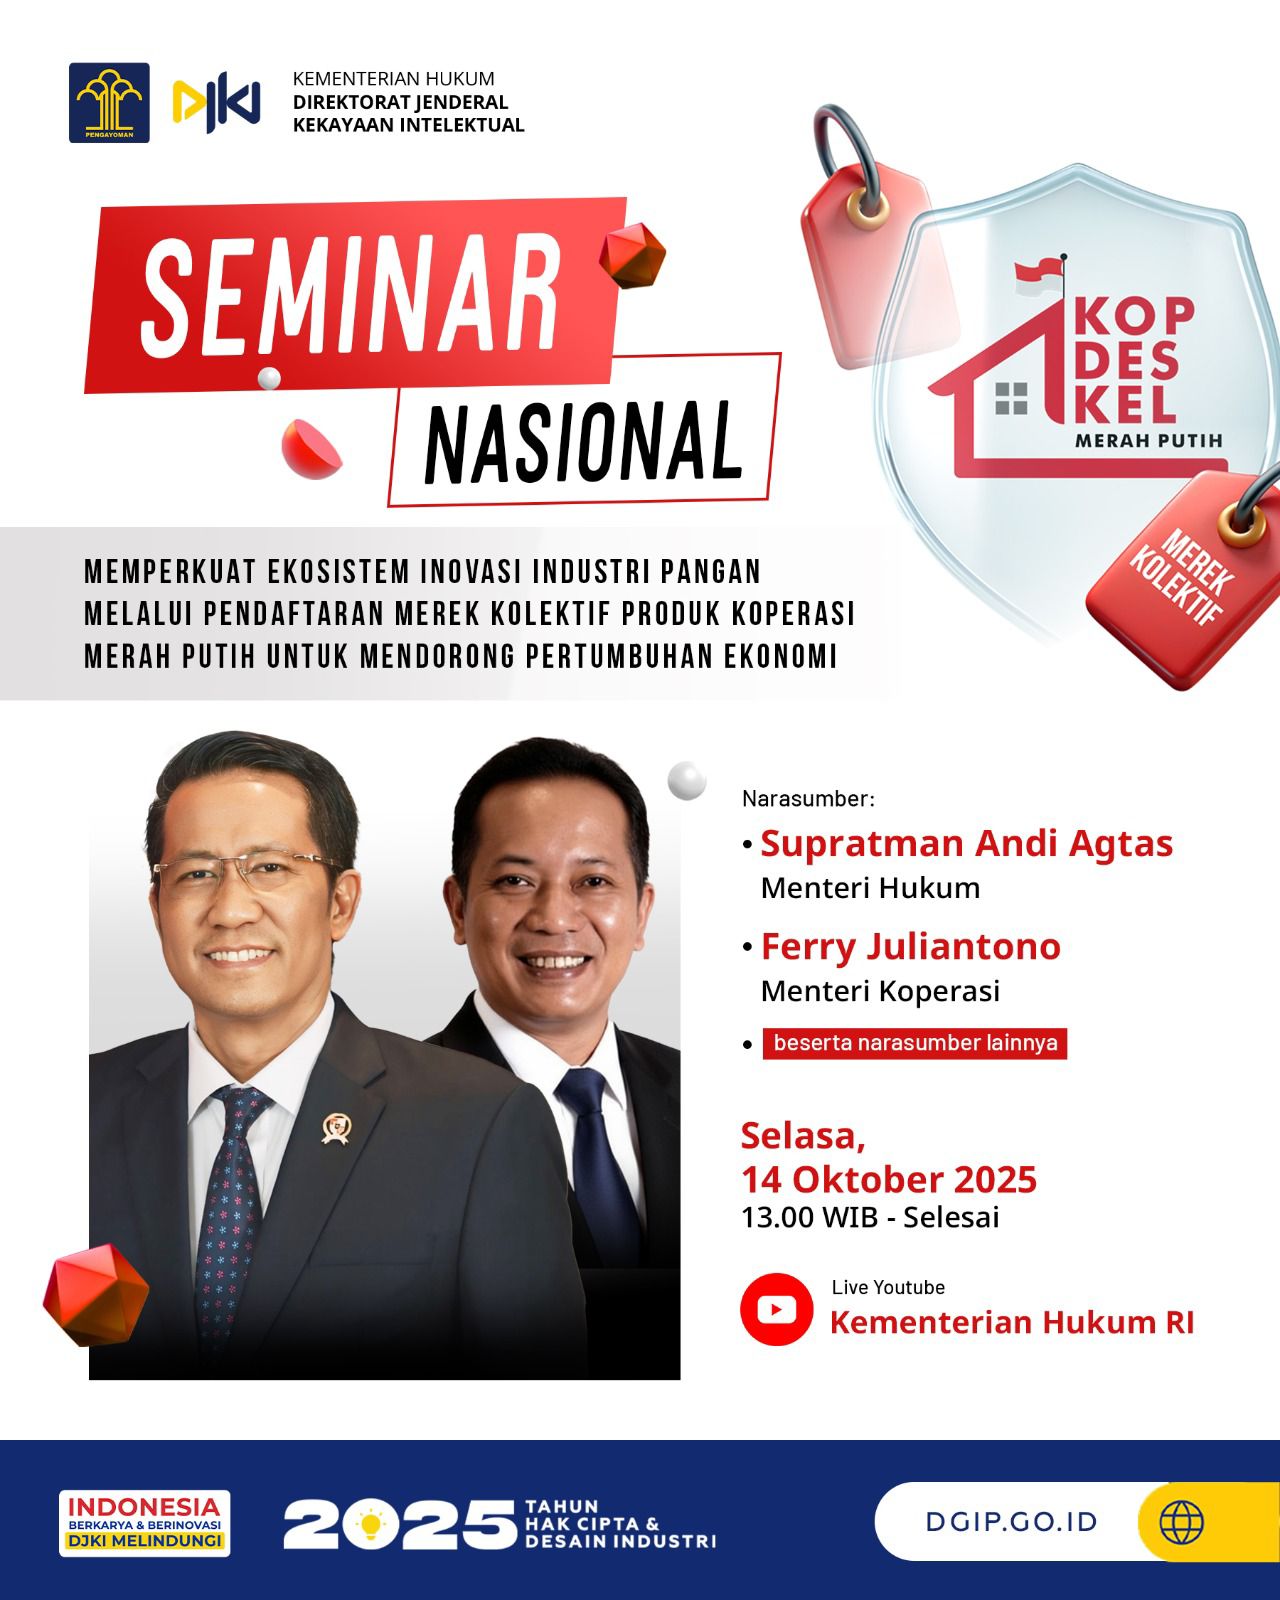 PENGAYOMAN
DJKI
KEMENTERIAN HUKUM
DIREKTORAT JENDERAL
KEKAYAAN INTELEKTUAL
SEMINAR
NASIONAL
KOP
DES
KEL
MERAH PUTIH
MEREK
KOLEKTIF
MEMPERKUAT EKOSISTEM INOVASI INDUSTRI PANGAN
MELALUI PENDAFTARAN MEREK KOLEKTIF PRODUK KOPERASI
MERAH PUTIH UNTUK MENDORONG PERTUMBUHAN EKONOMI
Narasumber:
• Supratman Andi Agtas
Menteri Hukum
• Ferry Juliantono
Menteri Koperasi
• beserta narasumber lainnya
Selasa,
14 Oktober 2025
13.00 WIB - Selesai
Live Youtube
Kementerian Hukum RI
INDONESIA
BERKARYA & BERINOVASI
DJKI MELINDUNGI
2025
TAHUN
HAK CIPTA &
DESAIN INDUSTRI
DGIP.GO.ID